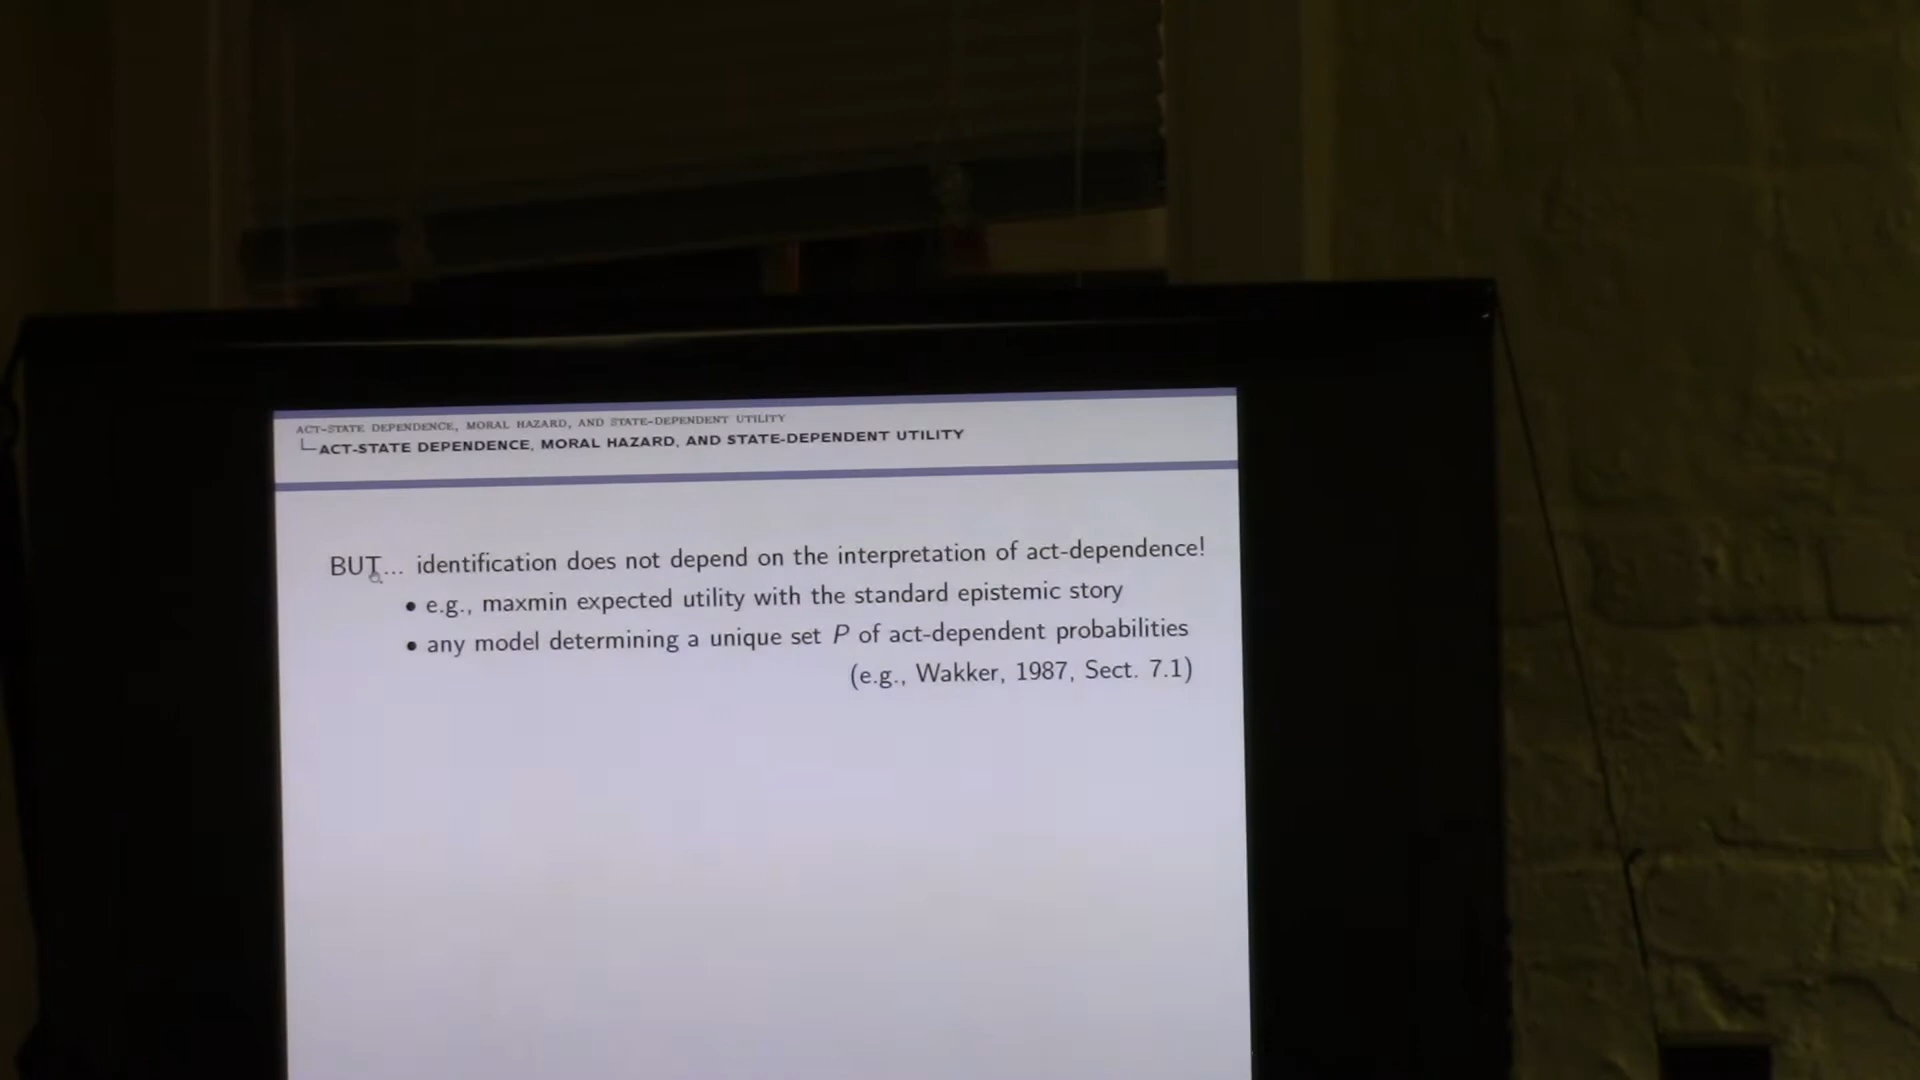 ACT-STATE DEPENDENCE, MORAL HAZARD, AND STATE-DEPENDENT UTILITY
ACT-STATE DEPENDENCE, MORAL HAZARD, AND STATE-DEPENDENT UTILITY
BUT... identification does not depend on the interpretation of act-dependence!
• e.g., maxmin expected utility with the standard epistemic story
• any model determining a unique set P of act-dependent probabilities
(e.g., Wakker, 1987, Sect. 7.1)